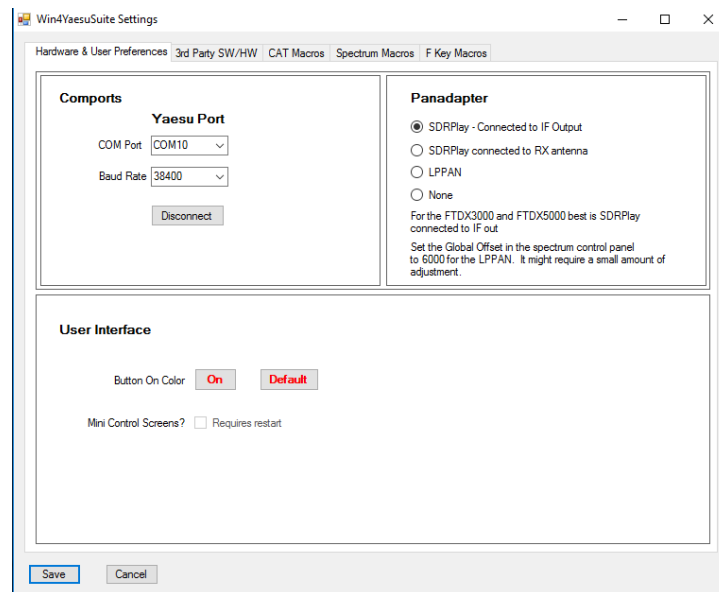 Win4YaesuSuite Settings
Hardware & User Preferences 3rd Party SW/HW CAT Macros Spectrum Macros F Key Macros
Comports
Yaesu Port
COM Port COM10
Baud Rate 38400
Disconnect
Panadapter
SDRPlay - Connected to IF Output
SDRPlay connected to RX antenna
LPPAN
None
For the FTDX3000 and FTDX5000 best is SDRPlay
connected to IF out
Set the Global Offset in the spectrum control panel
to 6000 for the LPPAN. It might require a small amount of
adjustment.
User Interface
Button On Color On Default
Mini Control Screens? Requires restart
Save Cancel